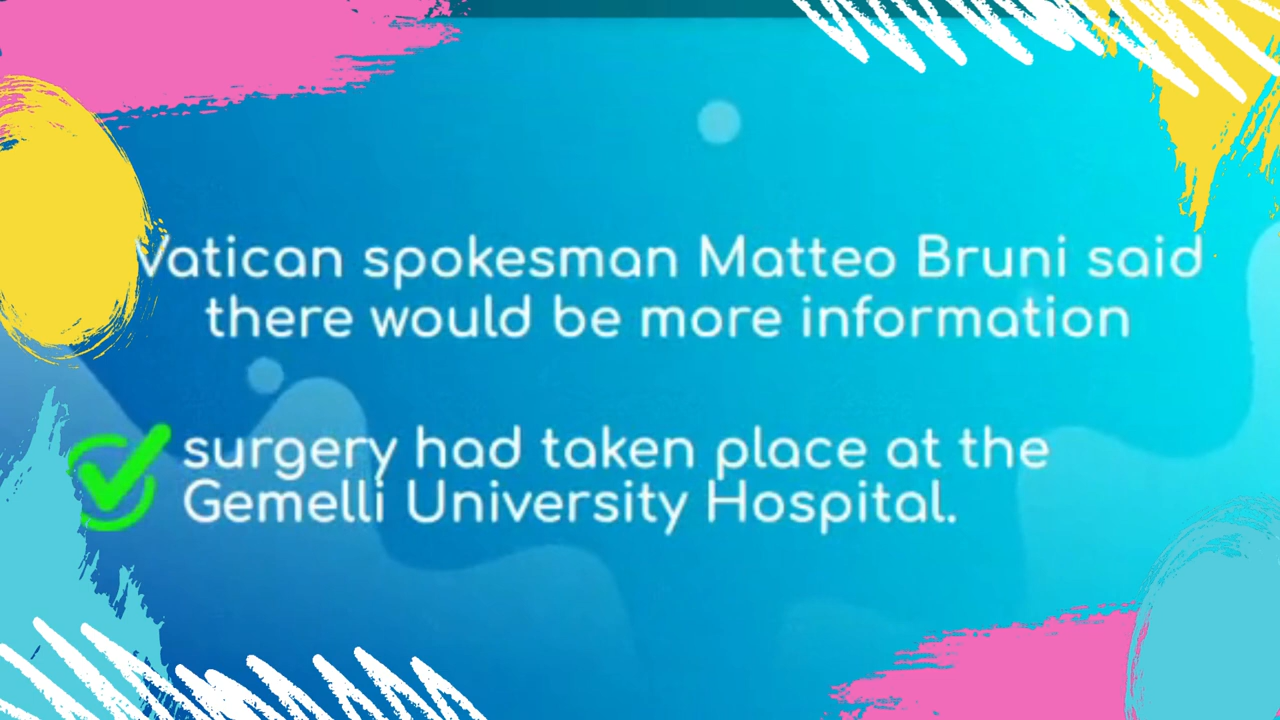 Vatican spokesman Matteo Bruni said
there would be more information
surgery had taken place at the
Gemelli University Hospital.